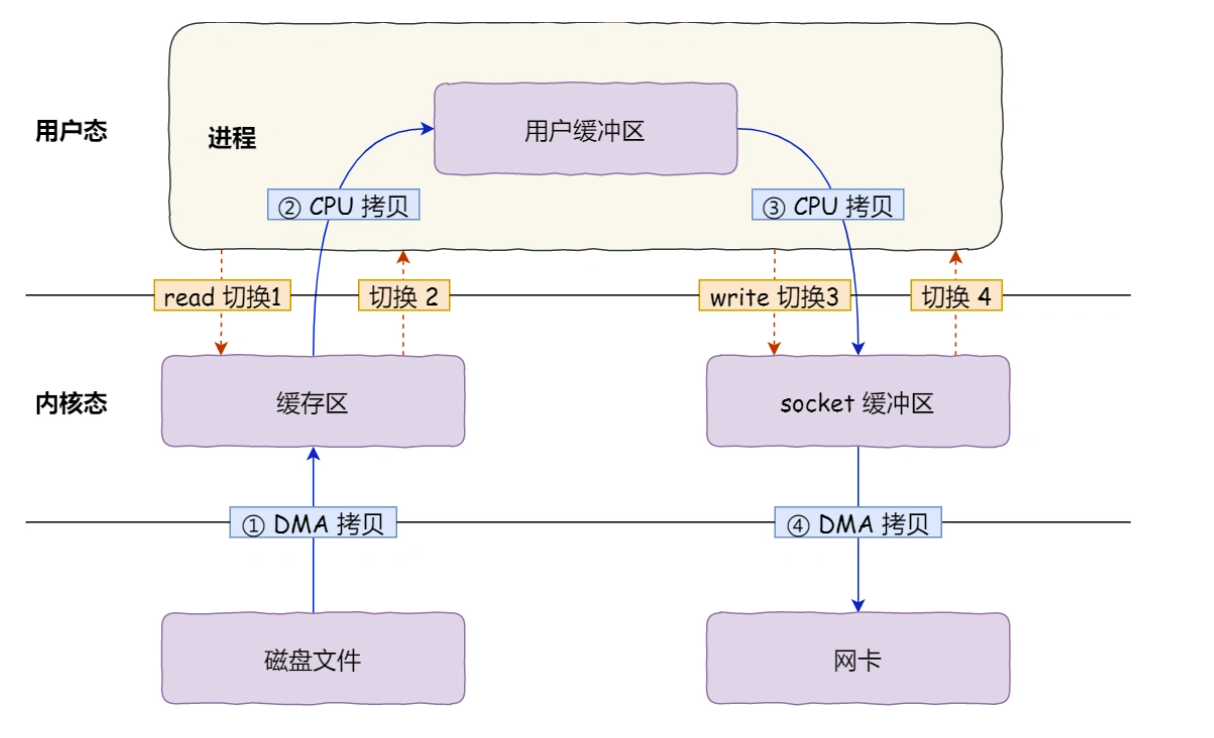 用户态
进程
用户缓冲区
② CPU 拷贝
③ CPU 拷贝
read 切换1
切换 2
write 切换3
切换 4
内核态
缓存区
socket 缓冲区
① DMA 拷贝
④ DMA 拷贝
磁盘文件
网卡